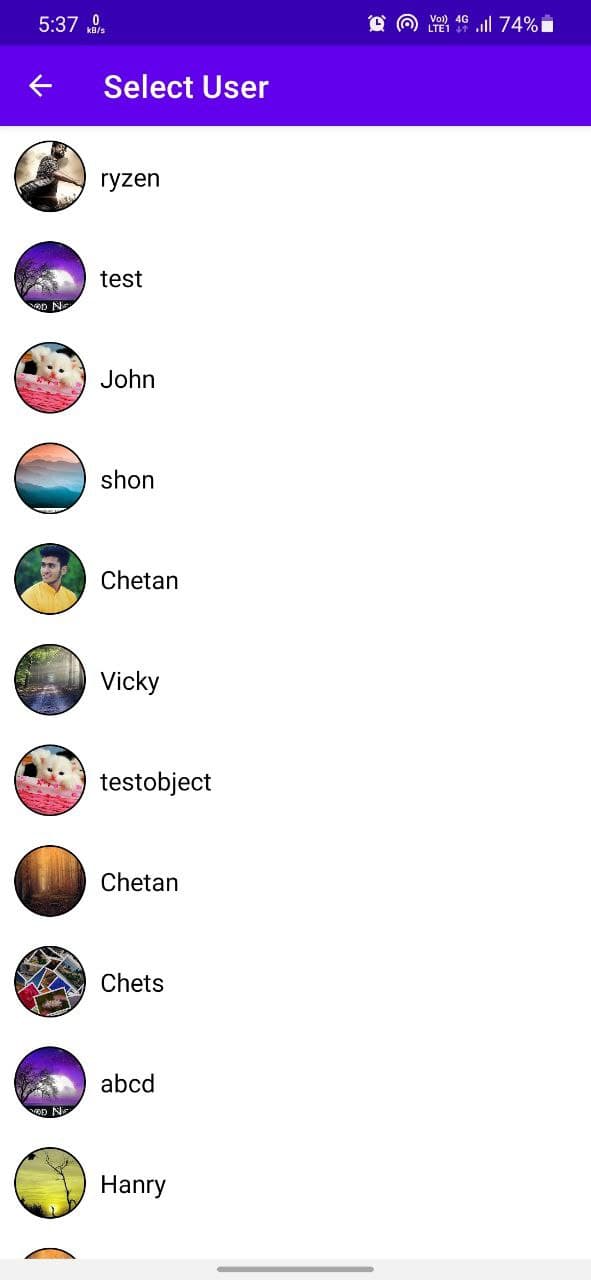 5:37 0 kB/s Vo) 4G LTE1 74%
Select User
ryzen
test
John
shon
Chetan
Vicky
testobject
Chetan
Chets
abcd
Hanry